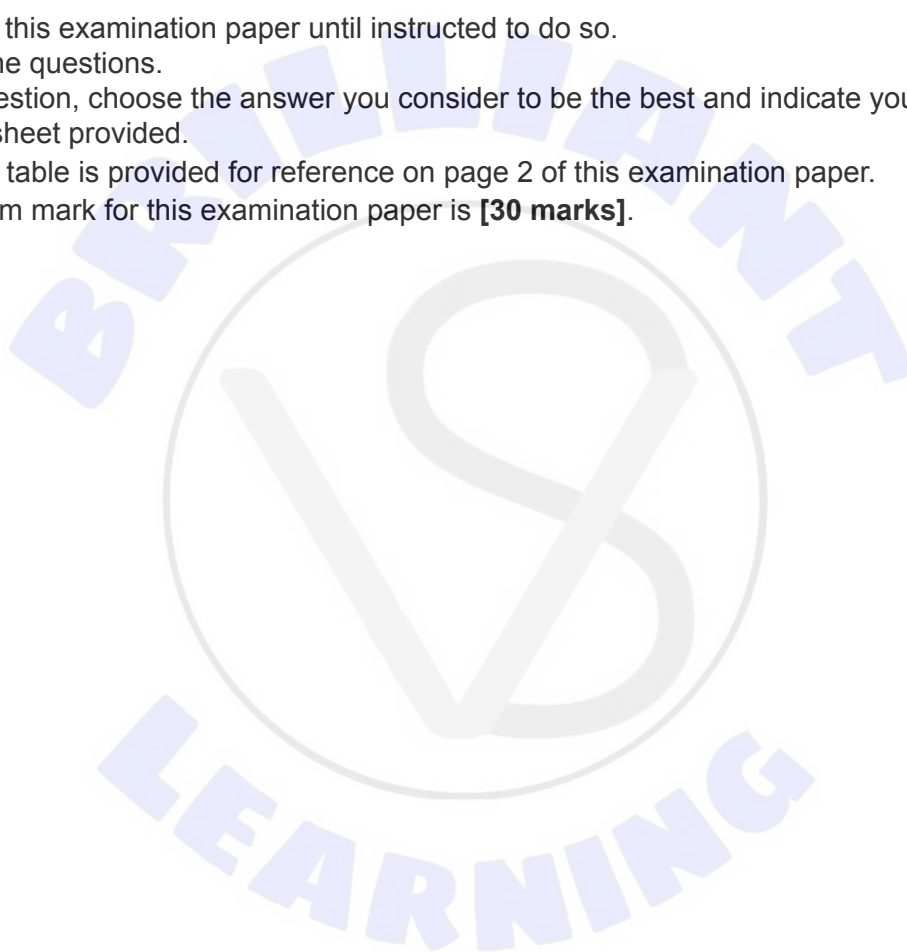 this examination paper until instructed to do so.
ne questions.
estion, choose the answer you consider to be the best and indicate you
sheet provided.
table is provided for reference on page 2 of this examination paper.
m mark for this examination paper is [30 marks].
BRILLIANT
VS
LEARNING